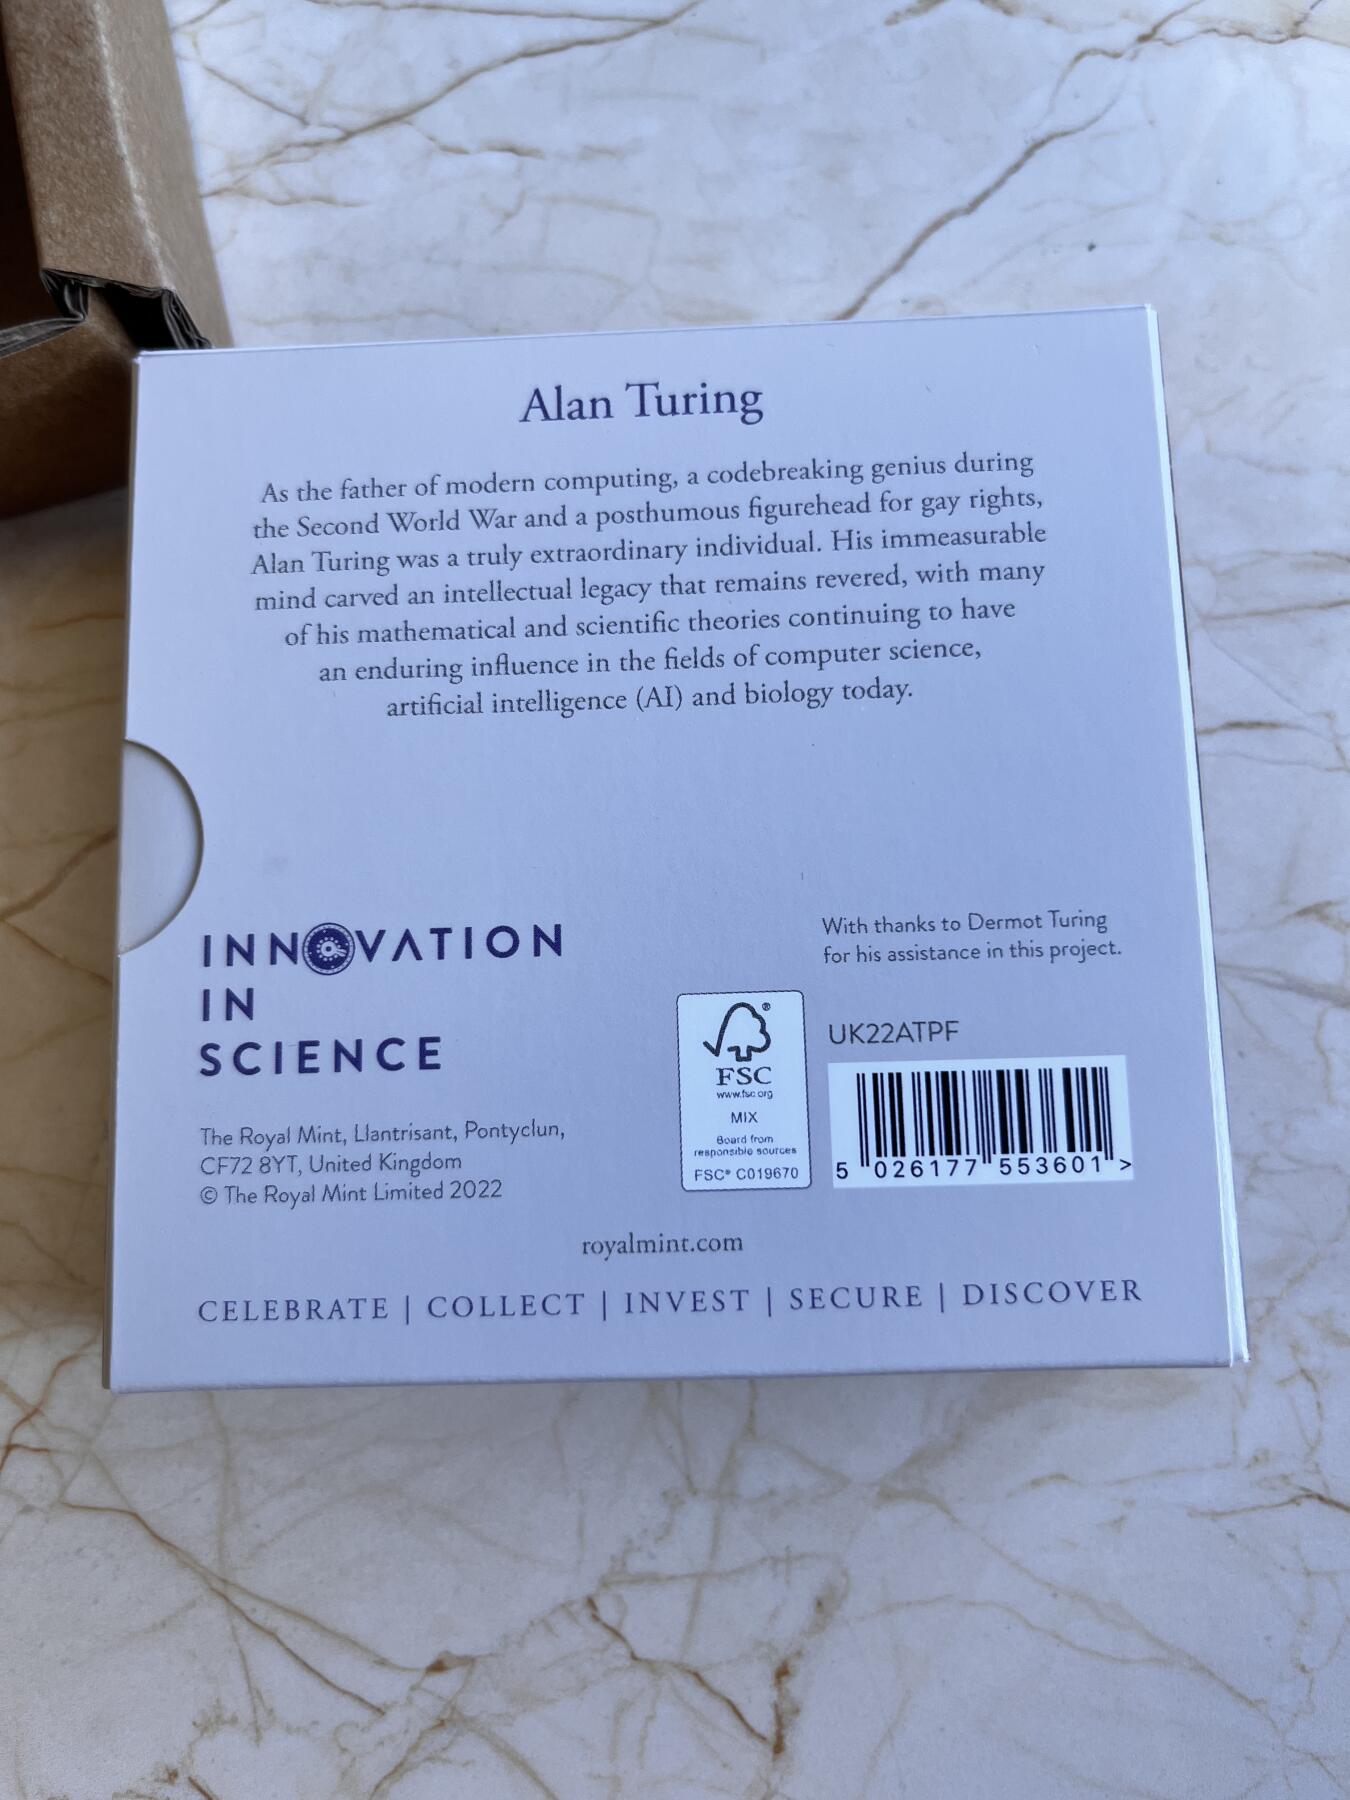 Alan Turing
As the father of modern computing, a codebreaking genius during
the Second World War and a posthumous figurehead for gay rights,
Alan Turing was a truly extraordinary individual. His immeasurable
mind carved an intellectual legacy that remains revered, with many
of his mathematical and scientific theories continuing to have
an enduring influence in the fields of computer science,
artificial intelligence (AI) and biology today.
INNOVATION
IN
SCIENCE
The Royal Mint, Llantrisant, Pontyclun,
CF72 8YT, United Kingdom
© The Royal Mint Limited 2022
With thanks to Dermot Turing
for his assistance in this project.
FSC
www.fsc.org
MIX
Board from
responsible sources
FSC® C019670
UK22ATPF
5 026177 553601 >
royalmint.com
CELEBRATE | COLLECT | INVEST | SECURE | DISCOVER